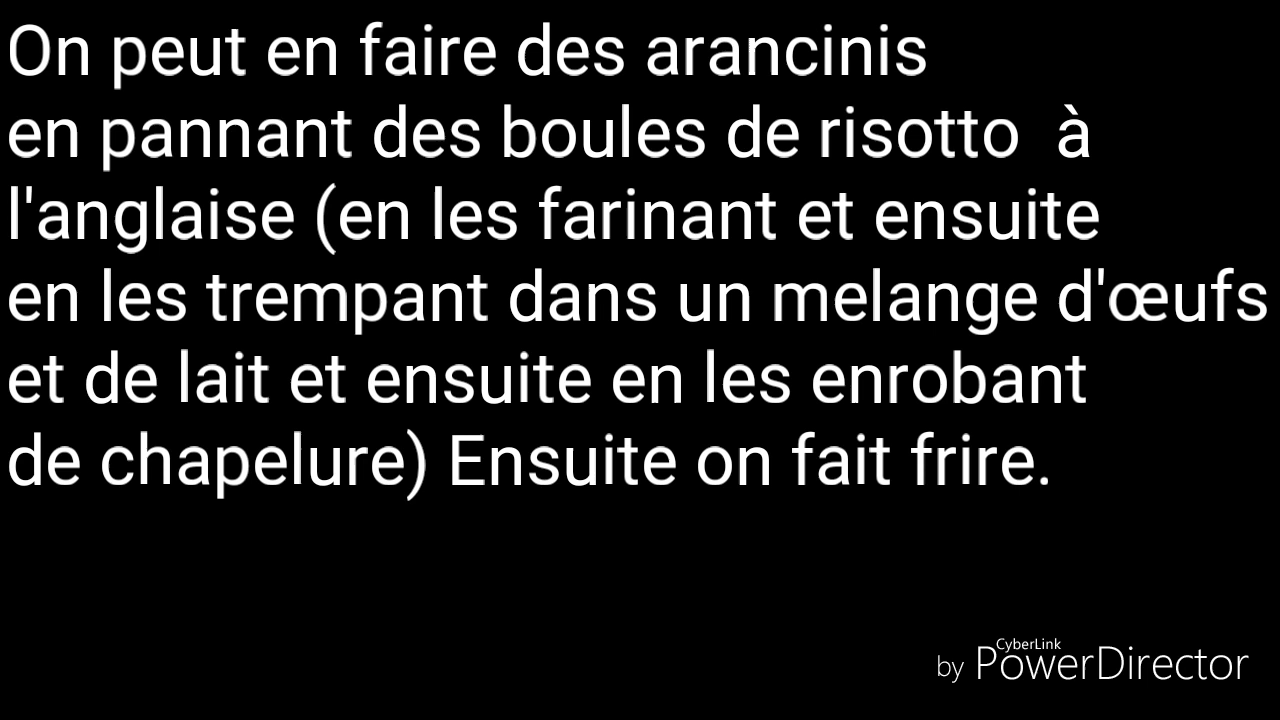 On peut en faire des arancinis
en pannant des boules de risotto  à
l'anglaise (en les farinant et ensuite
en les trempant dans un melange d'œufs
et de lait et ensuite en les enrobant
de chapelure) Ensuite on fait frire.
by CyberLink PowerDirector